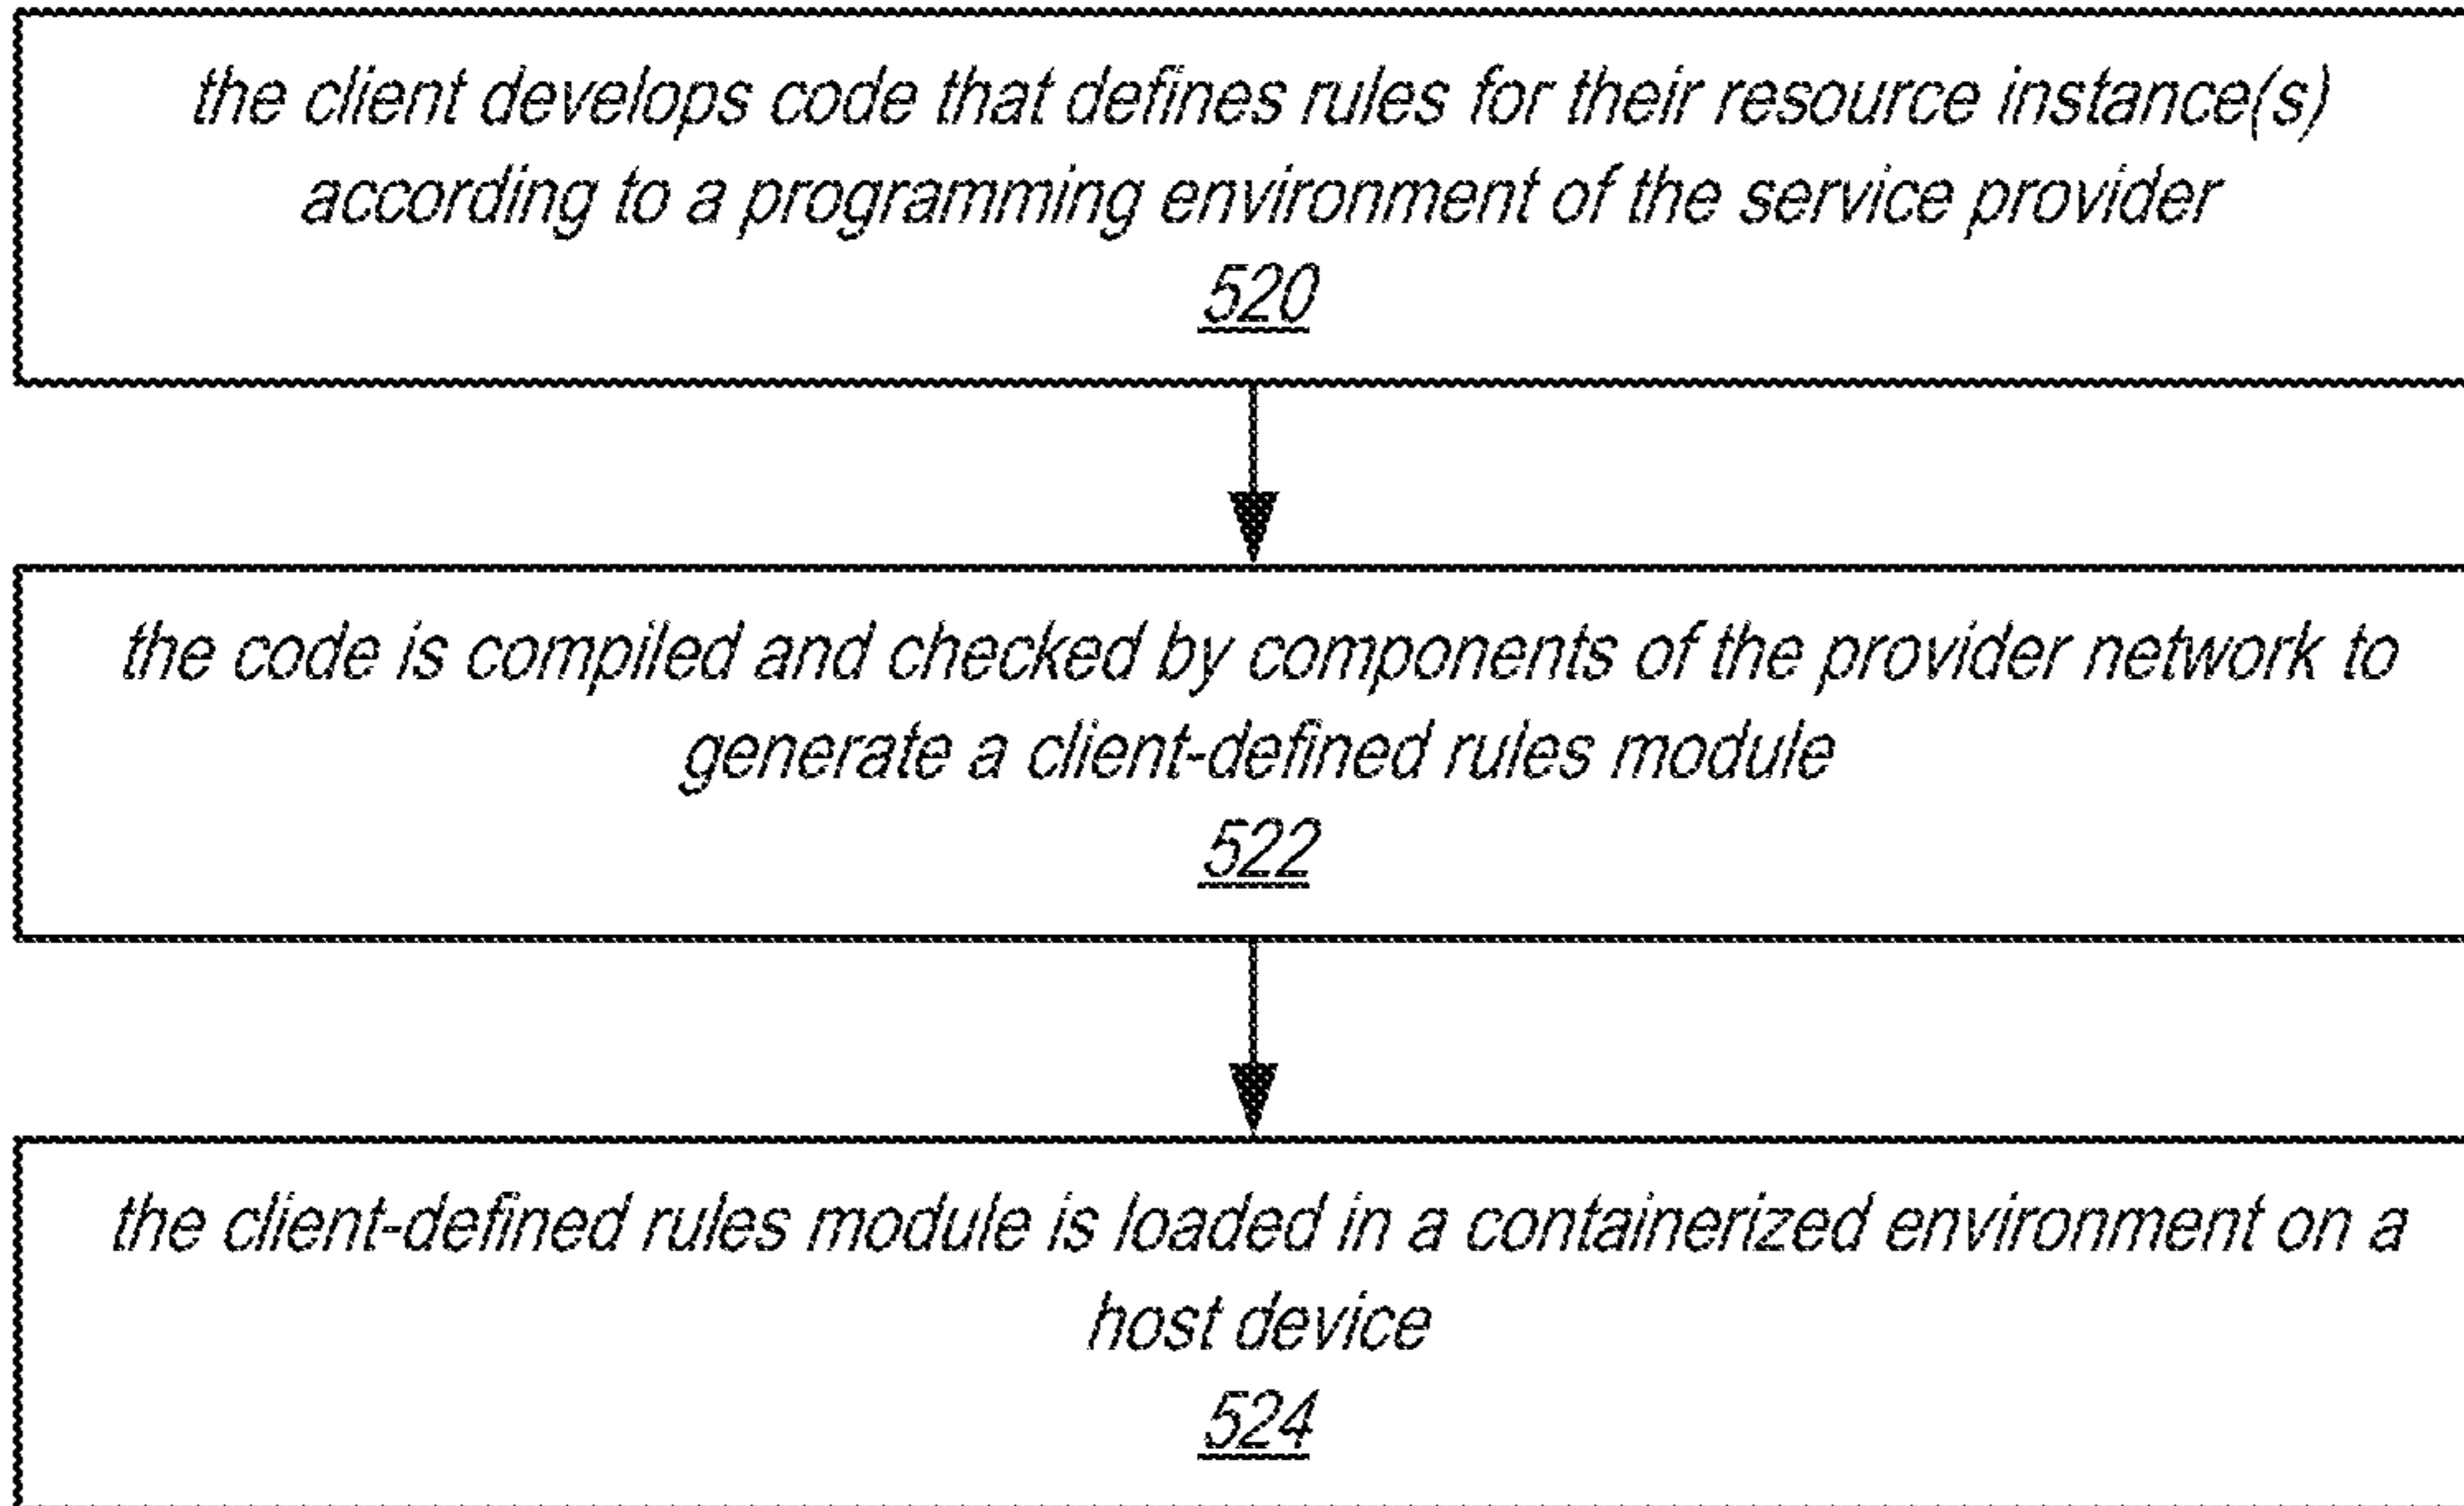 the client develops code that defines rules for their resource instance(s)
according to a programming environment of the service provider
520
the code is compiled and checked by components of the provider network to
generate a client-defined rules module
522
the client-defined rules module is loaded in a containerized environment on a
host device
524